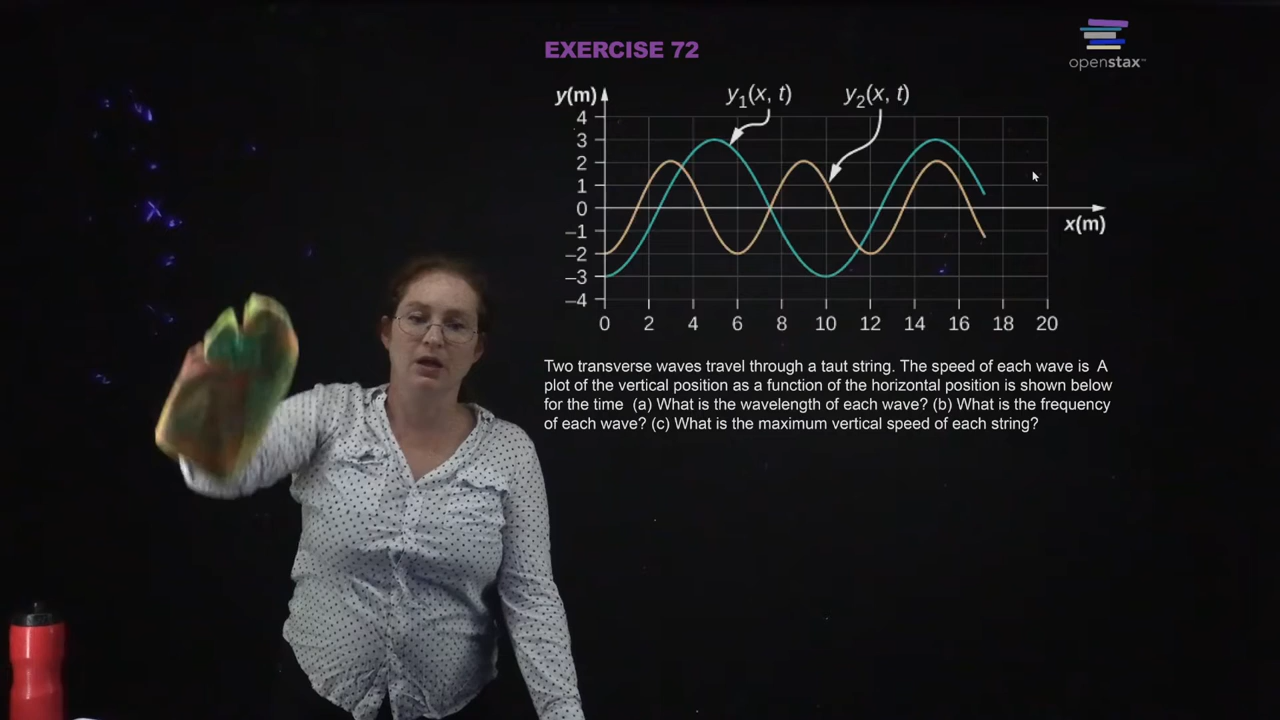 EXERCISE 72
openstax™
y(m)
y1(x, t)
y2(x, t)
4
3
2
1
0
−1
−2
−3
−4
x(m)
0 2 4 6 8 10 12 14 16 18 20
Two transverse waves travel through a taut string. The speed of each wave is A
plot of the vertical position as a function of the horizontal position is shown below
for the time (a) What is the wavelength of each wave? (b) What is the frequency
of each wave? (c) What is the maximum vertical speed of each string?